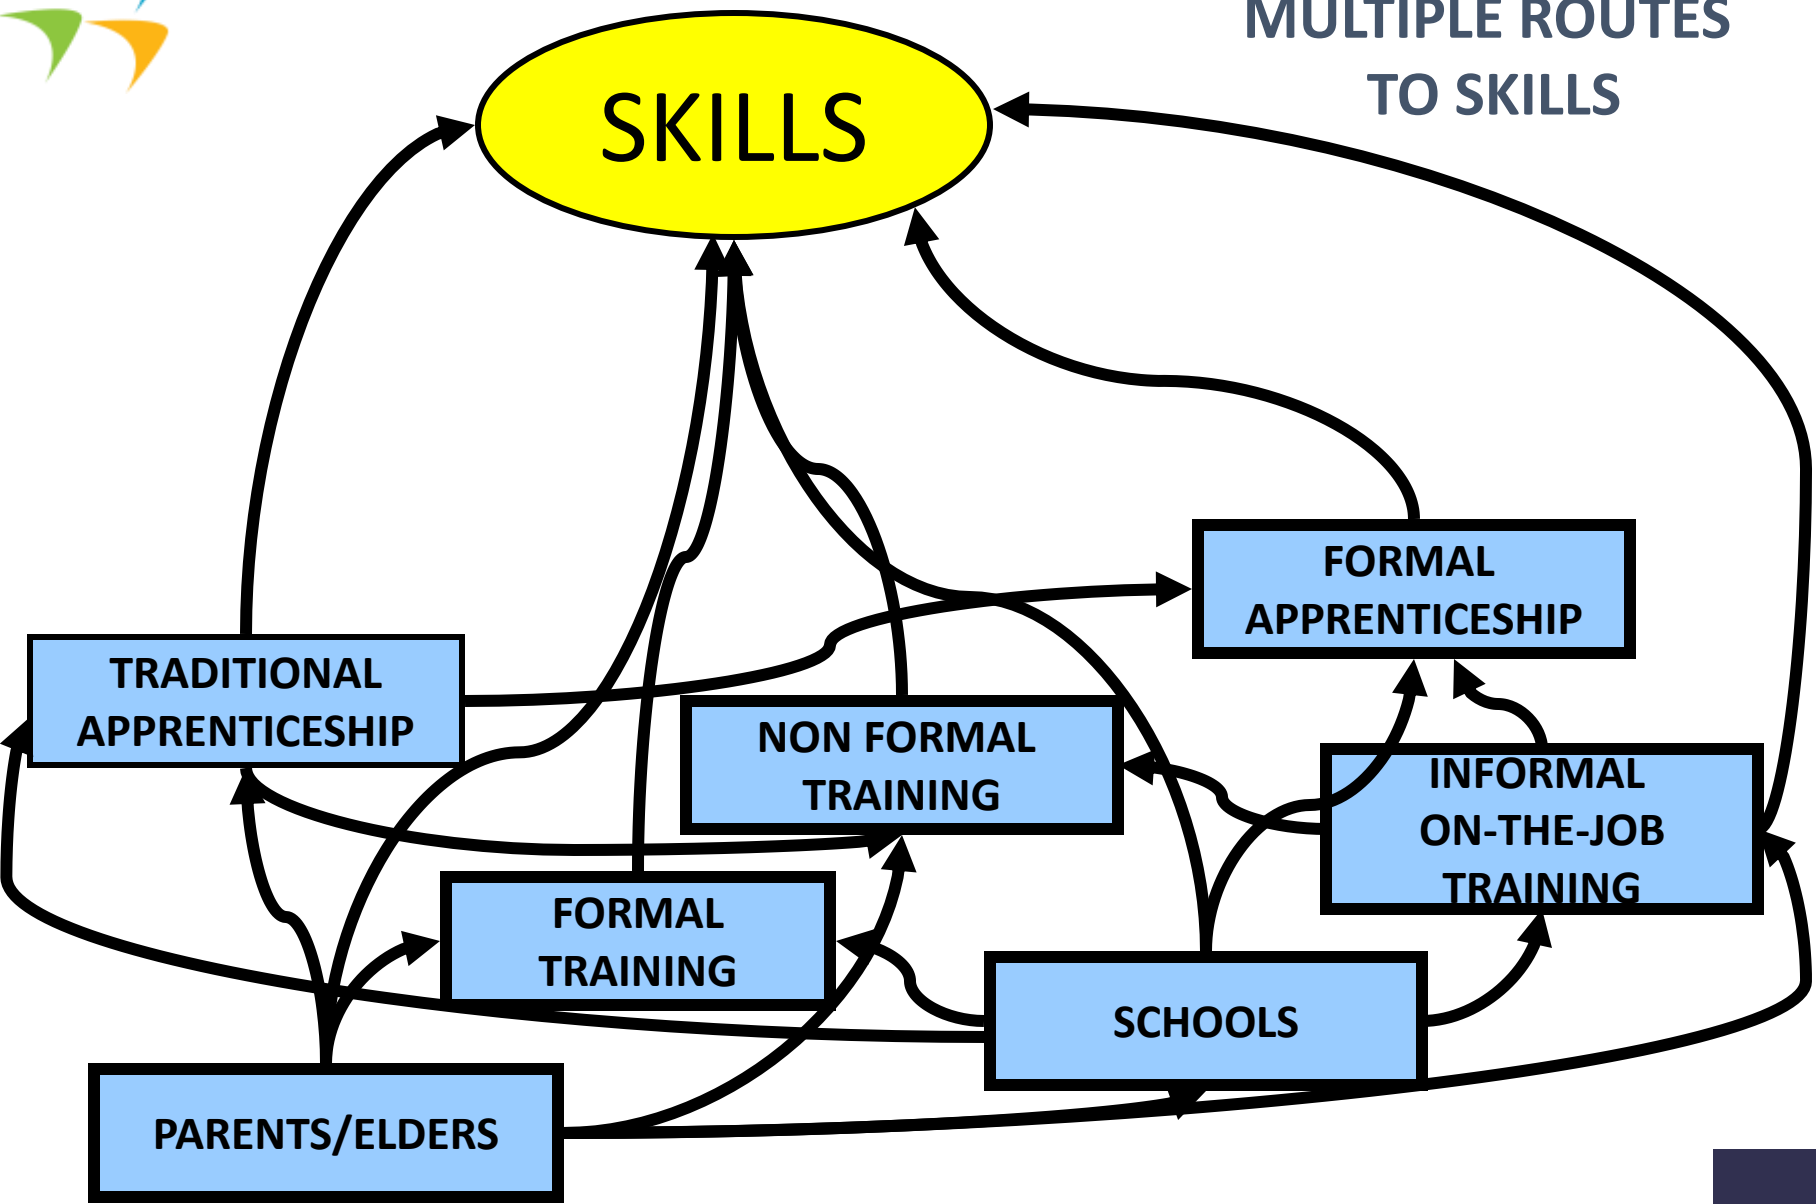 MULTIPLE ROUTES
TO SKILLS
SKILLS
FORMAL
APPRENTICESHIP
TRADITIONAL
APPRENTICESHIP
NON FORMAL
TRAINING
INFORMAL
ON-THE-JOB
TRAINING
FORMAL
TRAINING
SCHOOLS
PARENTS/ELDERS